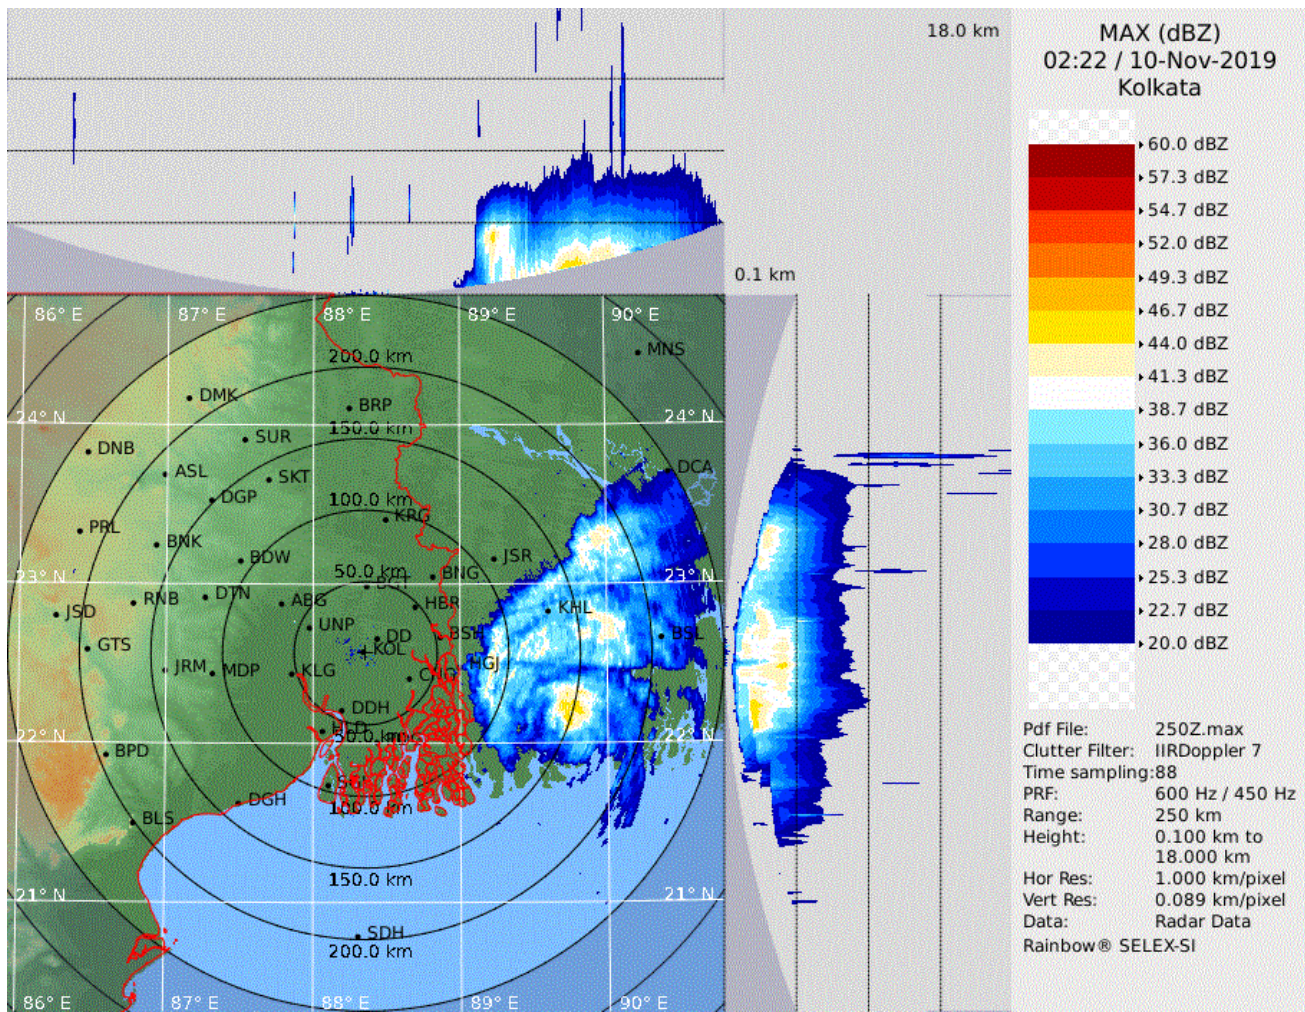 18.0 km
MAX (dBZ)
02:22 / 10-Nov-2019
Kolkata
60.0 dBZ
57.3 dBZ
54.7 dBZ
52.0 dBZ
49.3 dBZ
46.7 dBZ
44.0 dBZ
41.3 dBZ
38.7 dBZ
36.0 dBZ
33.3 dBZ
30.7 dBZ
28.0 dBZ
25.3 dBZ
22.7 dBZ
20.0 dBZ
Pdf File: 250Z.max
Clutter Filter: IIRDoppler 7
Time sampling:88
PRF: 600 Hz / 450 Hz
Range: 250 km
Height: 0.100 km to
18.000 km
Hor Res: 1.000 km/pixel
Vert Res: 0.089 km/pixel
Data: Radar Data
Rainbow® SELEX-SI
0.1 km
86° E 87° E 88° E 89° E 90° E
MNS
200.0 km
DMK
BRP
24° N 24° N
150.0 km
SUR
DNB
ASL
SKT
DCA
DGP
100.0 km
KRG
PRL
BNK
BDW
JSR
50.0 km
BNG
23° N 23° N
DTN
RNB
ABG
HBR
KHL
JSD
UNP
DD
BSL
GTS
KOL
HGJ
JRM
MDP
KLG
DDH
22° N 22° N
50.0 km
BPD
DGH
100.0 km
BLS
150.0 km
21° N 21° N
SDH
200.0 km
86° E 87° E 88° E 89° E 90° E